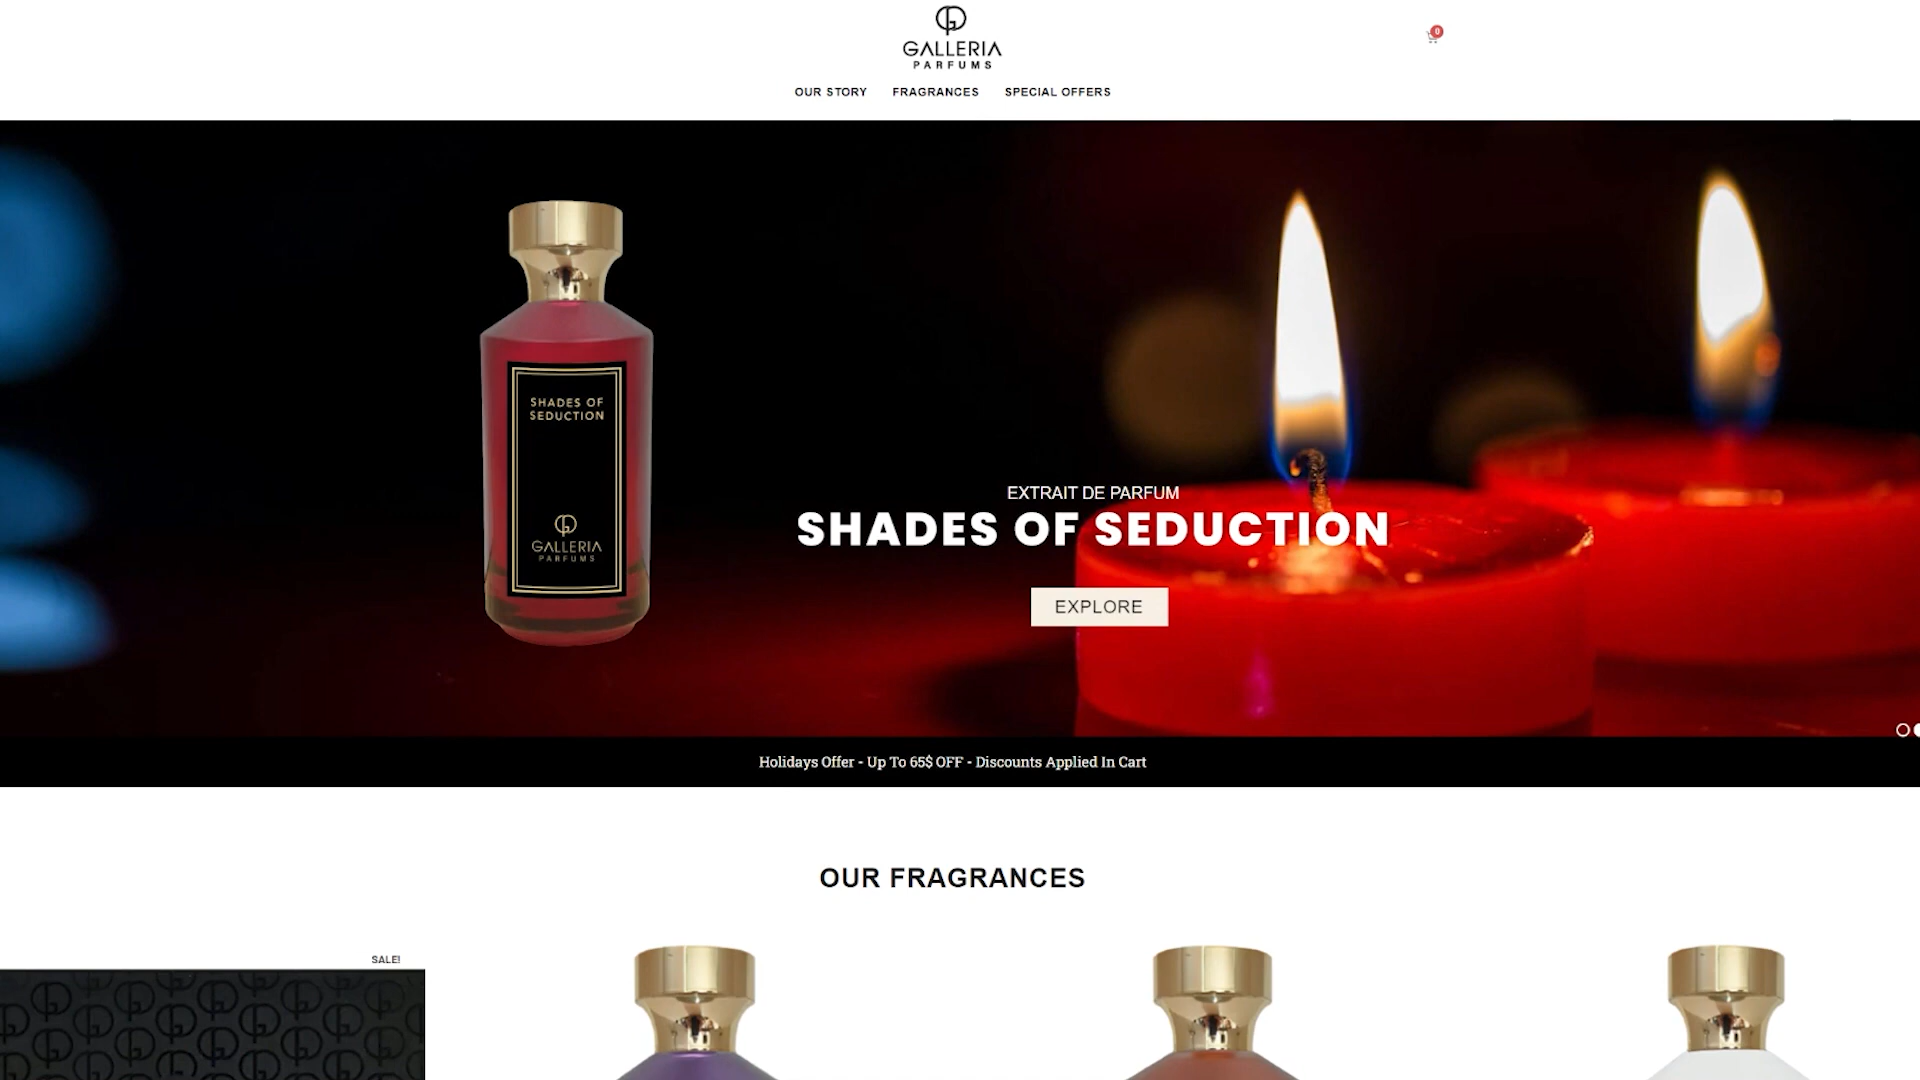 GALLERIA
PARFUMS
0
OUR STORY FRAGRANCES SPECIAL OFFERS
SHADES OF
SEDUCTION
GALLERIA
PARFUMS
EXTRAIT DE PARFUM
SHADES OF SEDUCTION
EXPLORE
Holidays Offer - Up To 65$ OFF - Discounts Applied In Cart
OUR FRAGRANCES
SALE!